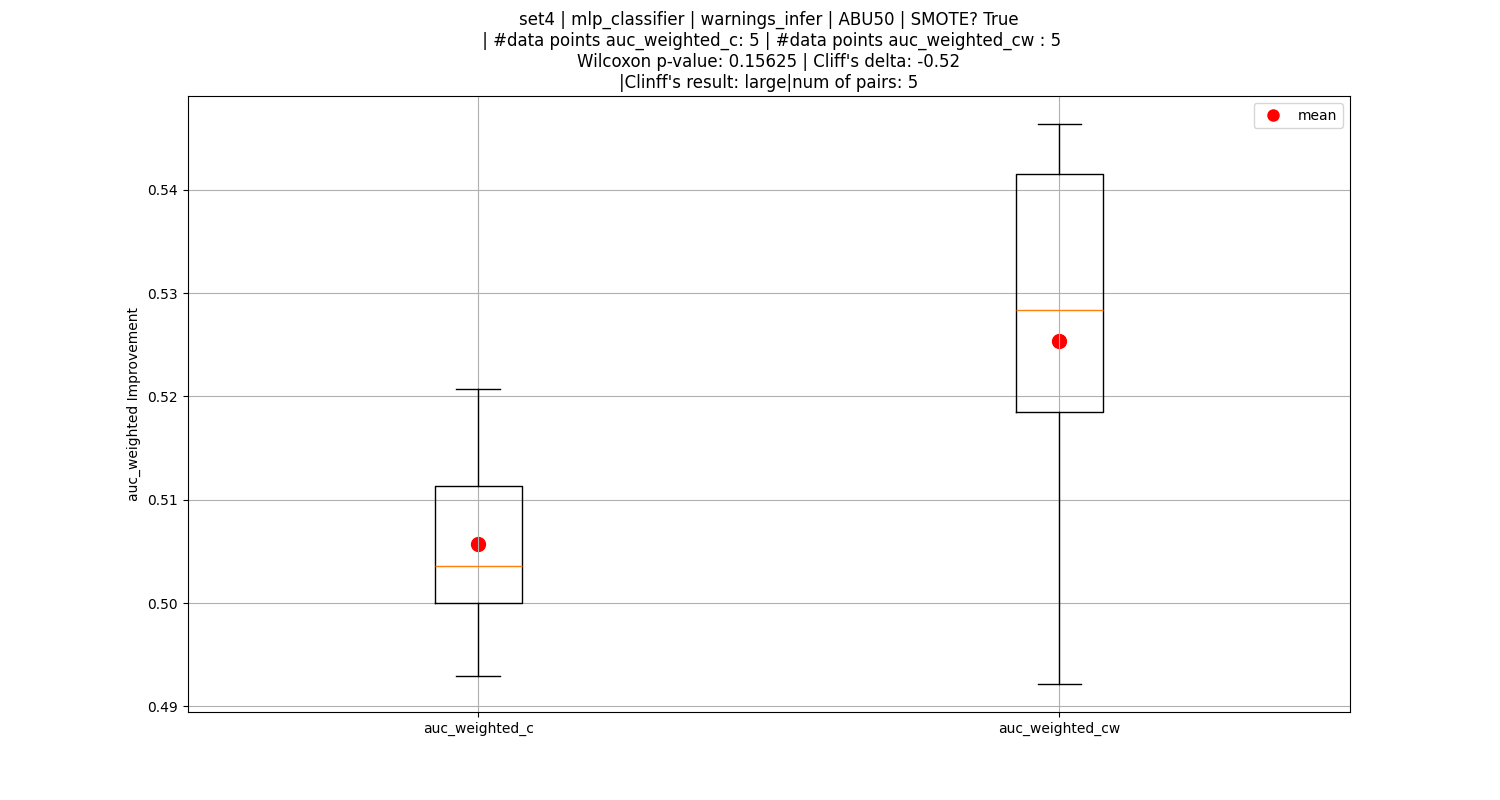 set4 | mlp_classifier | warnings_infer | ABU50 | SMOTE? True
| #data points auc_weighted_c: 5 | #data points auc_weighted_cw : 5
Wilcoxon p-value: 0.15625 | Cliff's delta: -0.52
|Clinff's result: large|num of pairs: 5
mean
auc_weighted Improvement
0.54
0.53
0.52
0.51
0.50
0.49
auc_weighted_c
auc_weighted_cw